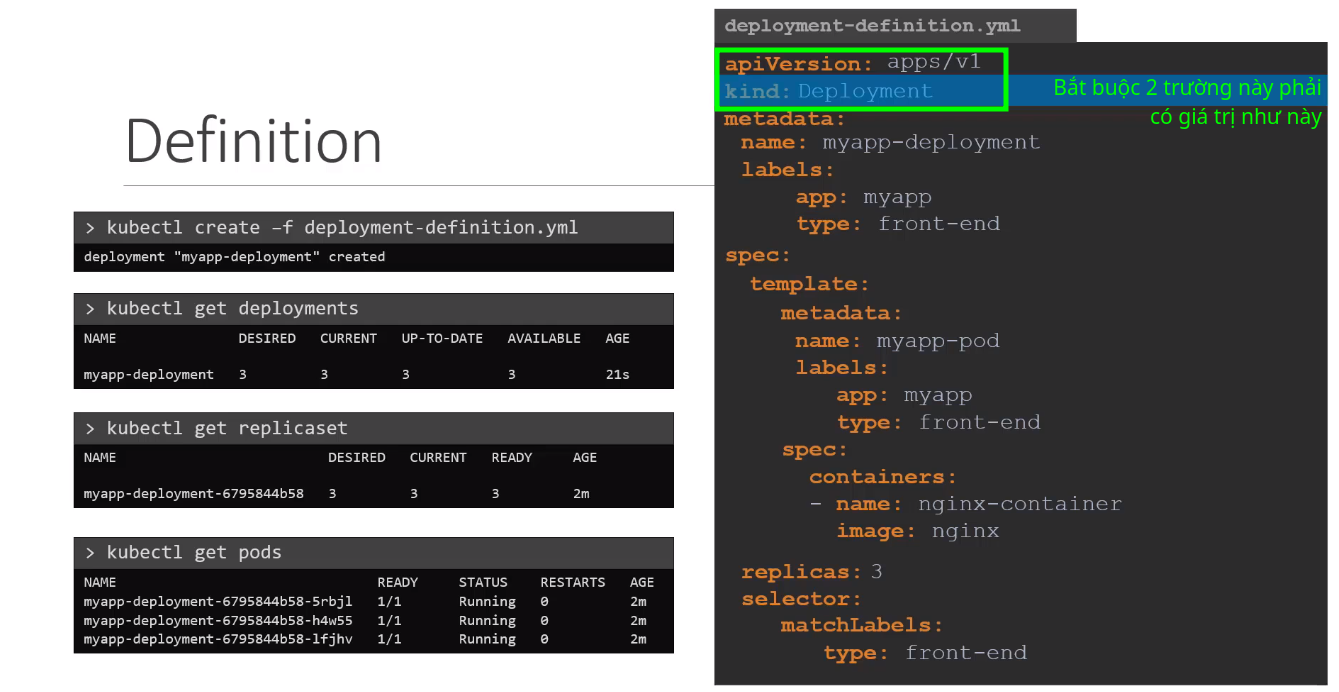 Definition
> kubectl create –f deployment-definition.yml
deployment "myapp-deployment" created
> kubectl get deployments
NAME DESIRED CURRENT UP-TO-DATE AVAILABLE AGE
myapp-deployment 3 3 3 3 21s
> kubectl get replicaset
NAME DESIRED CURRENT READY AGE
myapp-deployment-6795844b58 3 3 3 2m
> kubectl get pods
NAME READY STATUS RESTARTS AGE
myapp-deployment-6795844b58-5rbjl 1/1 Running 0 2m
myapp-deployment-6795844b58-h4w55 1/1 Running 0 2m
myapp-deployment-6795844b58-lfjhv 1/1 Running 0 2m
deployment-definition.yml
apiVersion: apps/v1
kind: Deployment
Bắt buộc 2 trường này phải
có giá trị như này
metadata:
name: myapp-deployment
labels:
app: myapp
type: front-end
spec:
template:
metadata:
name: myapp-pod
labels:
app: myapp
type: front-end
spec:
containers:
- name: nginx-container
image: nginx
replicas: 3
selector:
matchLabels:
type: front-end